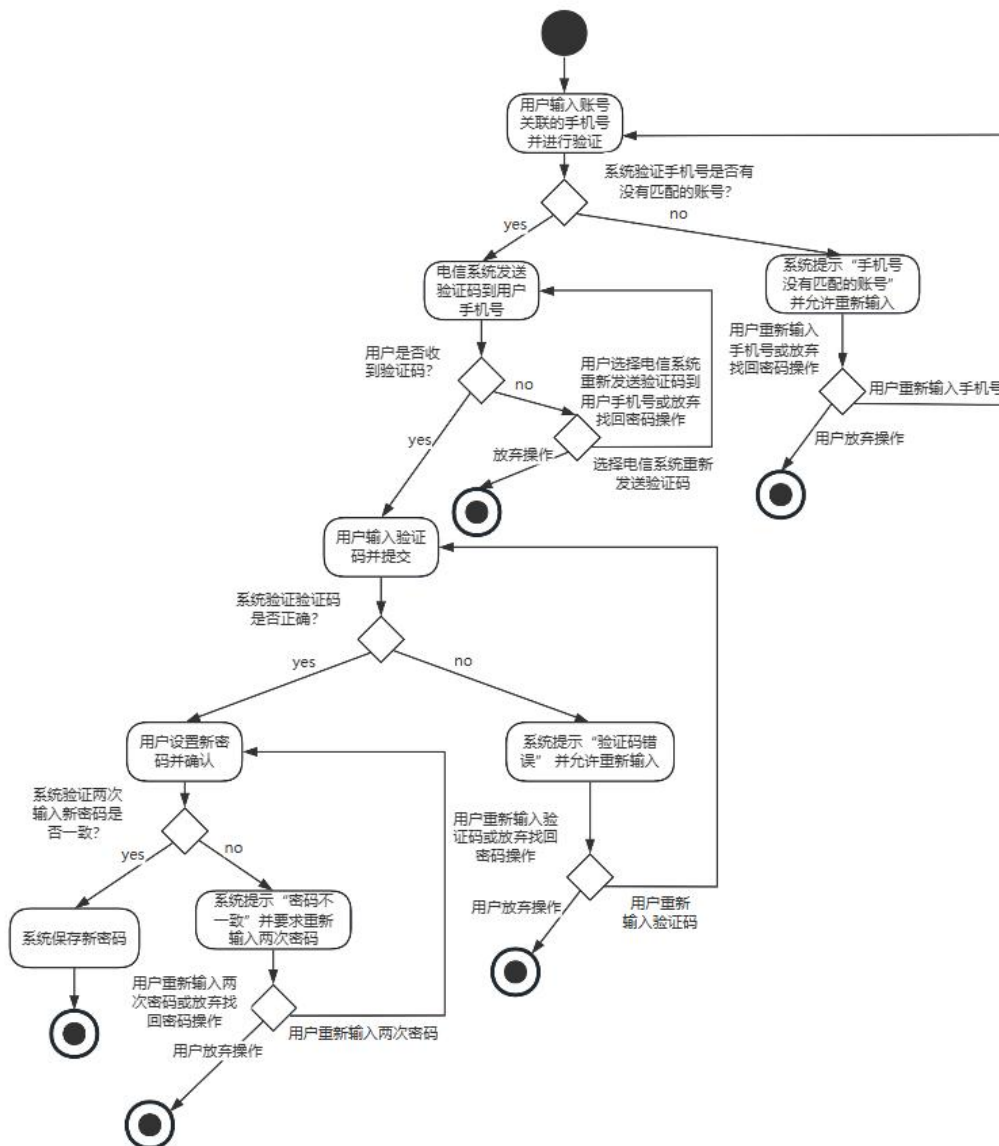 用户输入账号
关联的手机号
并进行验证
系统验证手机号是否有
没有匹配的账号？
yes
no
电信系统发送
验证码到用户
手机号
系统提示“手机号
没有匹配的账号”
并允许重新输入
用户是否收
到验证码？
no
用户选择电信系统
重新发送验证码到
用户手机号或放弃
找回密码操作
用户重新输入
手机号或放弃
找回密码操作
用户重新输入手机号
yes
放弃操作
选择电信系统重新
发送验证码
用户放弃操作
用户输入验证
码并提交
系统验证验证码
是否正确？
yes
no
用户设置新密
码并确认
系统提示“验证码错
误” 并允许重新输入
系统验证两次
输入新密码是
否一致？
yes
no
用户重新输入验
证码或放弃找回
密码操作
系统保存新密码
系统提示“密码不
一致”并要求重新
输入两次密码
用户放弃操作
用户重新
输入验证码
用户重新输入两
次密码或放弃找
回密码操作
用户重新输入两次密码
用户放弃操作